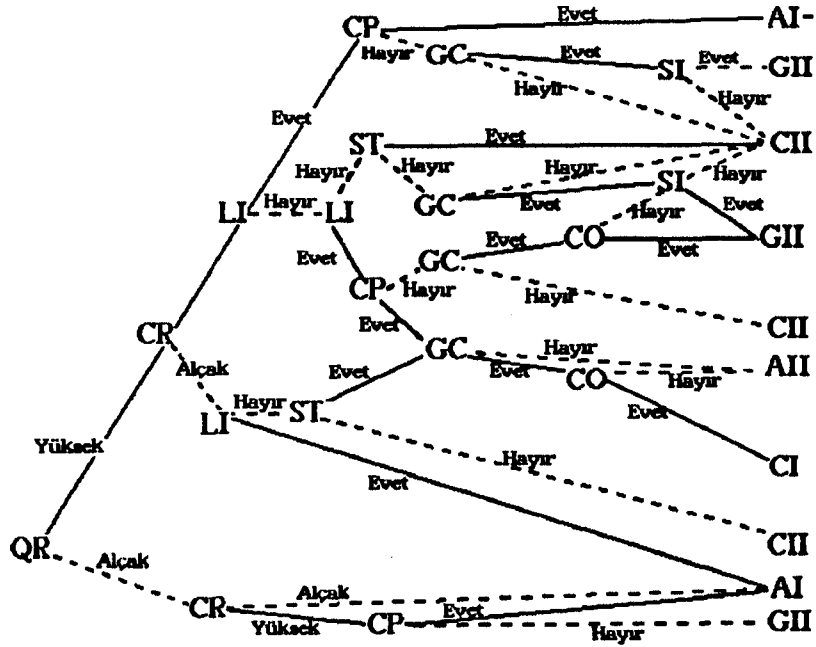 CP Evet AI-
Hayır GC Evet SI Evet GII
Hayır Hayır
Evet
ST Evet CII
Hayır Hayır Hayır SI Hayır
LI Hayır LI GC Evet Hayır Evet
Evet GC Evet CO Evet GII
CP Hayır Hayır
Evet CII
CR GC Hayır AII
Alçak Evet Evet CO Hayır
LI Hayır ST Evet
Yüksek Hayır CI
Evet
QR CII
Alçak
Alçak AI
CR Evet
Yüksek CP Hayır GII